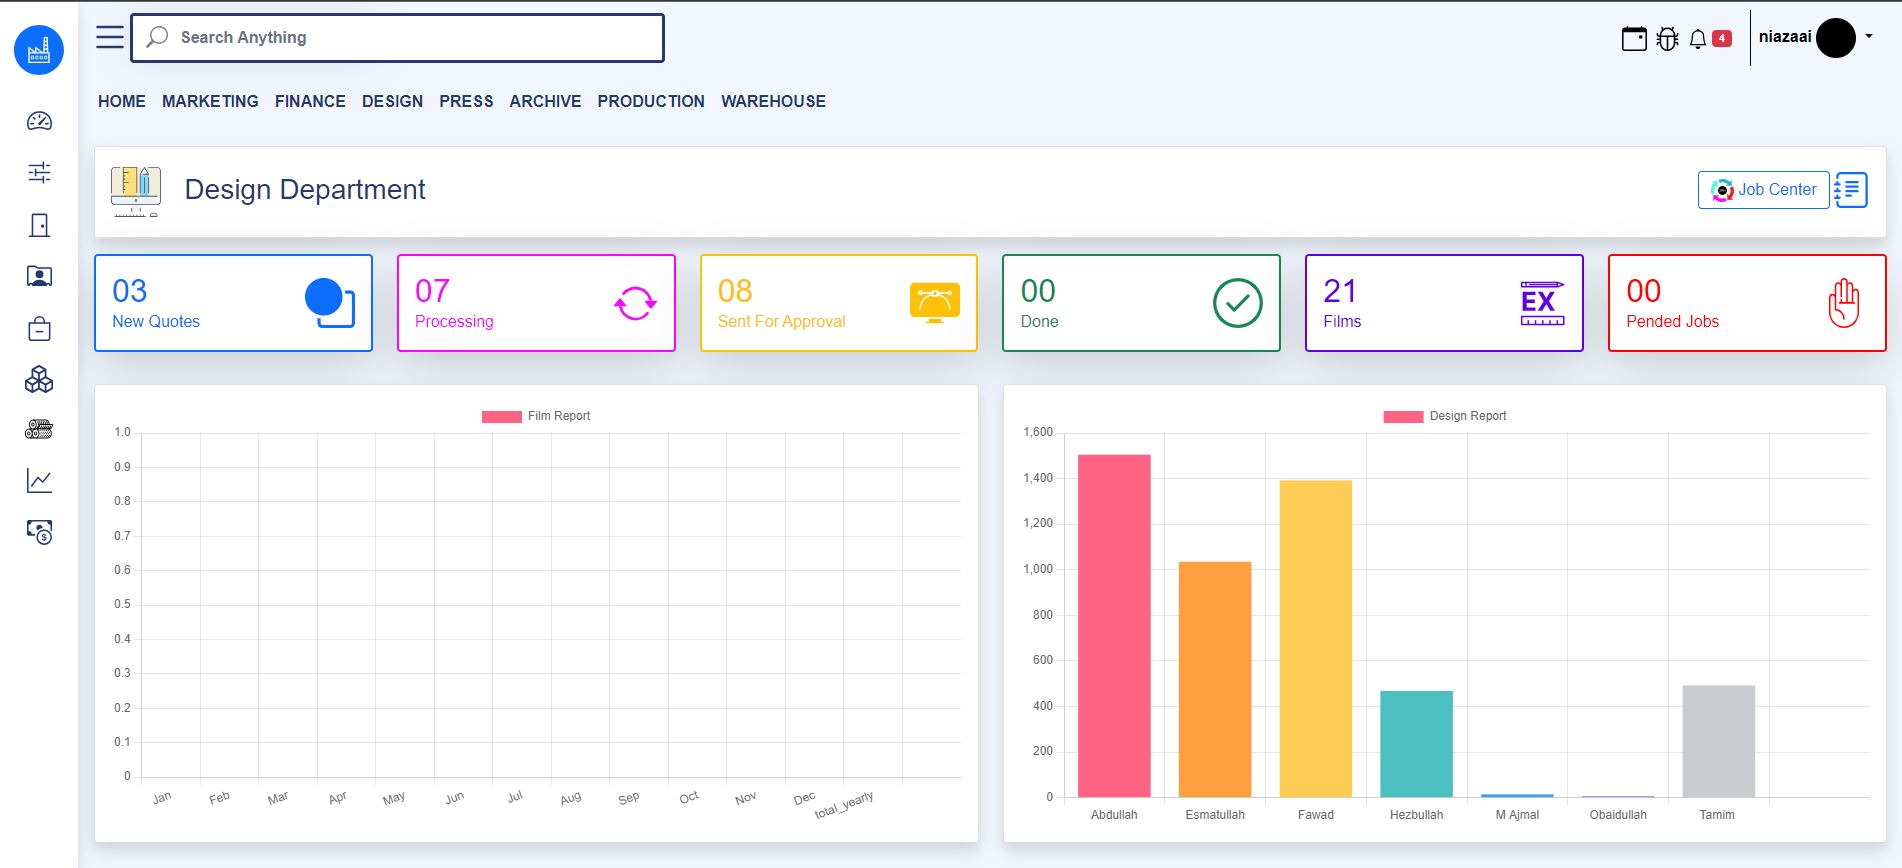 Search Anything
4
niazaai
HOME MARKETING FINANCE DESIGN PRESS ARCHIVE PRODUCTION WAREHOUSE
Design Department
Job Center
03
New Quotes
07
Processing
08
Sent For Approval
00
Done
21
Films
EX
00
Pended Jobs
Film Report
1.0
0.9
0.8
0.7
0.6
0.5
0.4
0.3
0.2
0.1
0
Jan Feb Mar Apr May Jun Jul Aug Sep Oct Nov Dec total_yearly
Design Report
1,600
1,400
1,200
1,000
800
600
400
200
0
Abdullah Esmatullah Fawad Hezbullah M Ajmal Obaidullah Tamim